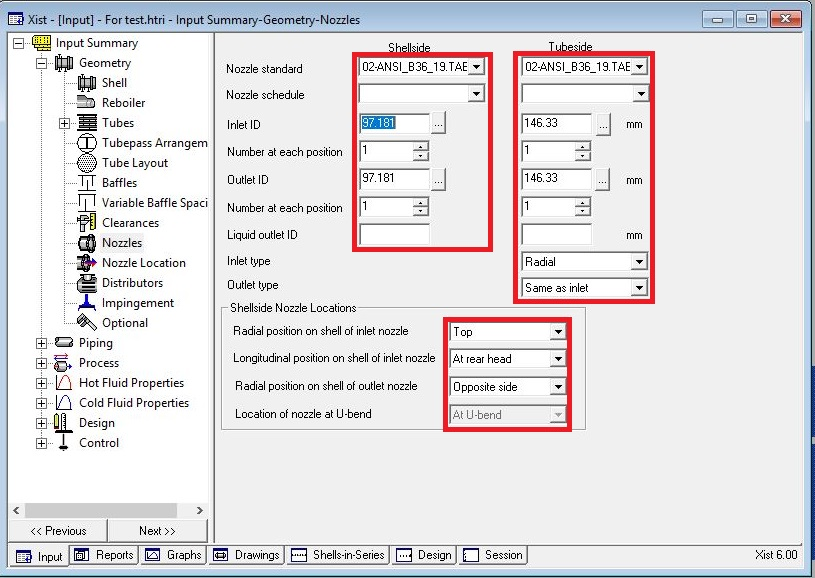 Xist - [Input] - For test.htri - Input Summary-Geometry-Nozzles
Input Summary
Geometry
Shell
Reboiler
Tubes
Tubepass Arrangem
Tube Layout
Baffles
Variable Baffle Spaci
Clearances
Nozzles
Nozzle Location
Distributors
Impingement
Optional
Piping
Process
Hot Fluid Properties
Cold Fluid Properties
Design
Control
<< Previous
Next >>
Shellside Tubeside
Nozzle standard 02-ANSI_B36_19.TAB 02-ANSI_B36_19.TAB
Nozzle schedule
Inlet ID 97.181 ... 146.33 ... mm
Number at each position 1 1
Outlet ID 97.181 ... 146.33 ... mm
Number at each position 1 1
Liquid outlet ID mm
Inlet type Radial
Outlet type Same as inlet
Shellside Nozzle Locations
Radial position on shell of inlet nozzle Top
Longitudinal position on shell of inlet nozzle At rear head
Radial position on shell of outlet nozzle Opposite side
Location of nozzle at U-bend At U-bend
Input Reports Graphs Drawings Shells-in-Series Design Session Xist 6.00